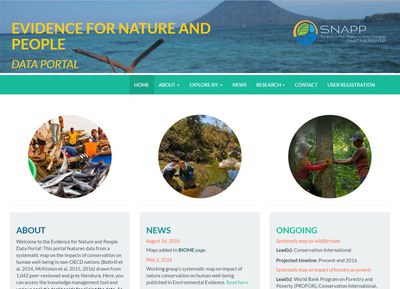 EVIDENCE FOR NATURE AND
PEOPLE
DATA PORTAL
SNAPP
PARTNERSHIP
HOME ABOUT EXPLORE BY: NEWS RESEARCH CONTACT USER REGISTRATION
ABOUT
Welcome to the Evidence for Nature and People
Data Portal! This portal features data from a
systematic map on the impacts of conservation
on human well-being in non-OECD nations (Bottrill et
al. 2014, McKinnon et al. 2015, 2016) drawn from
1,042 peer-reviewed and grey literature. Here, you
can access the knowledge management tool and
NEWS
August 16, 2016
Maps added to BIOME page.
May 2, 2016
Working group's systematic map on impact of
nature conservation on human well-being
published in Environmental Evidence. Read here
ONGOING
Systematic map on wildlife trade
Lead(s): Conservation International
Projected timeline: Present-end 2016
Systematic map on impact of forestry on poverty
Lead(s): World Bank Program on Forestry and
Poverty (PROFOR), Conservation International,